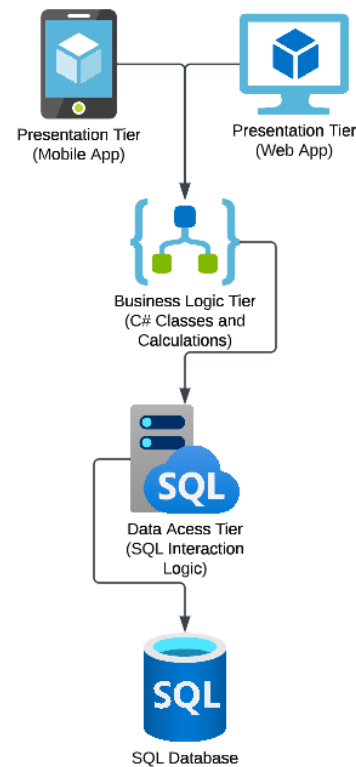 Presentation Tier
(Mobile App)
Presentation Tier
(Web App)
Business Logic Tier
(C# Classes and
Calculations)
SQL
Data Acess Tier
(SQL Interaction
Logic)
SQL
SQL Database